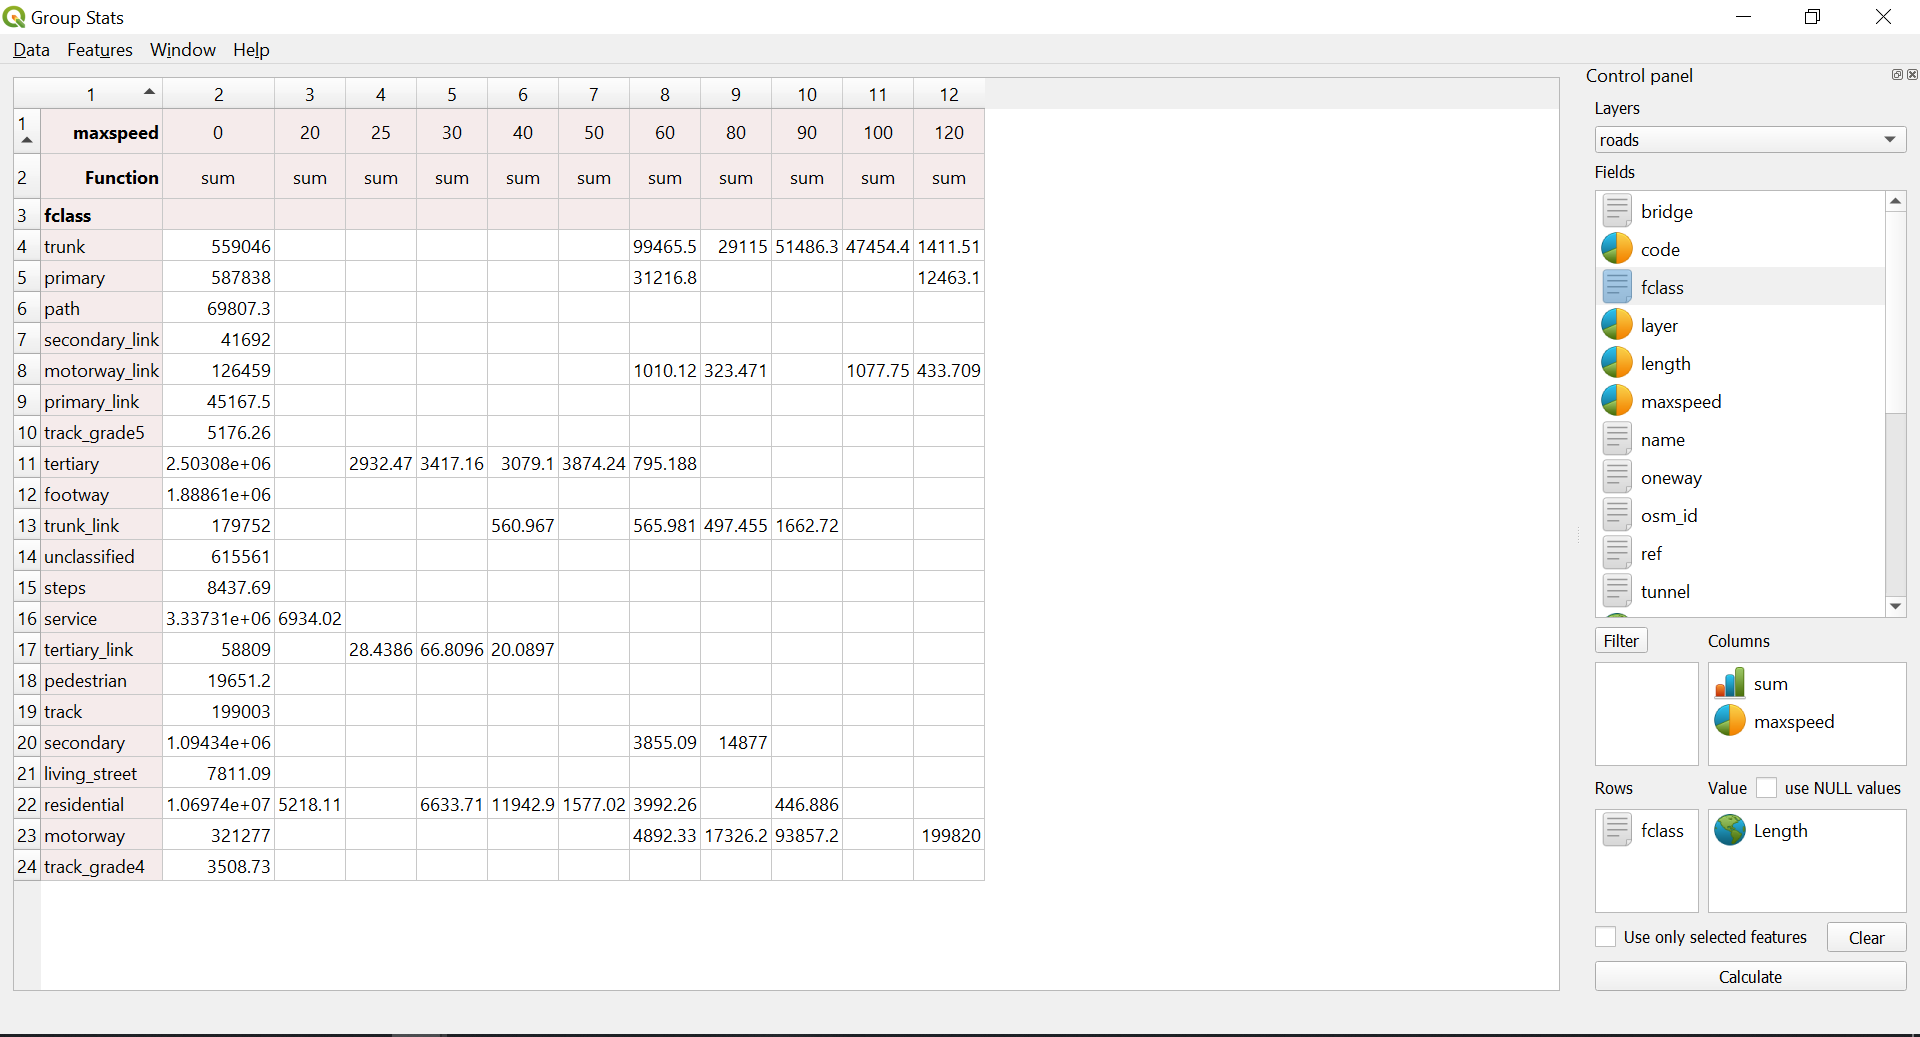 Group Stats
Data Features Window Help
1 2 3 4 5 6 7 8 9 10 11 12
1 maxspeed 0 20 25 30 40 50 60 80 90 100 120
2 Function sum sum sum sum sum sum sum sum sum sum sum
3 fclass
4 trunk 559046 99465.5 29115 51486.3 47454.4 1411.51
5 primary 587838 31216.8 12463.1
6 path 69807.3
7 secondary_link 41692
8 motorway_link 126459 1010.12 323.471 1077.75 433.709
9 primary_link 45167.5
10 track_grade5 5176.26
11 tertiary 2.50308e+06 2932.47 3417.16 3079.1 3874.24 795.188
12 footway 1.88861e+06
13 trunk_link 179752 560.967 565.981 497.455 1662.72
14 unclassified 615561
15 steps 8437.69
16 service 3.33731e+06 6934.02
17 tertiary_link 58809 28.4386 66.8096 20.0897
18 pedestrian 19651.2
19 track 199003
20 secondary 1.09434e+06 3855.09 14877
21 living_street 7811.09
22 residential 1.06974e+07 5218.11 6633.71 11942.9 1577.02 3992.26 446.886
23 motorway 321277 4892.33 17326.2 93857.2 199820
24 track_grade4 3508.73
Control panel
Layers
roads
Fields
bridge
code
fclass
layer
length
maxspeed
name
oneway
osm_id
ref
tunnel
Filter Columns
sum
maxspeed
Rows Value use NULL values
fclass Length
Use only selected features Clear
Calculate